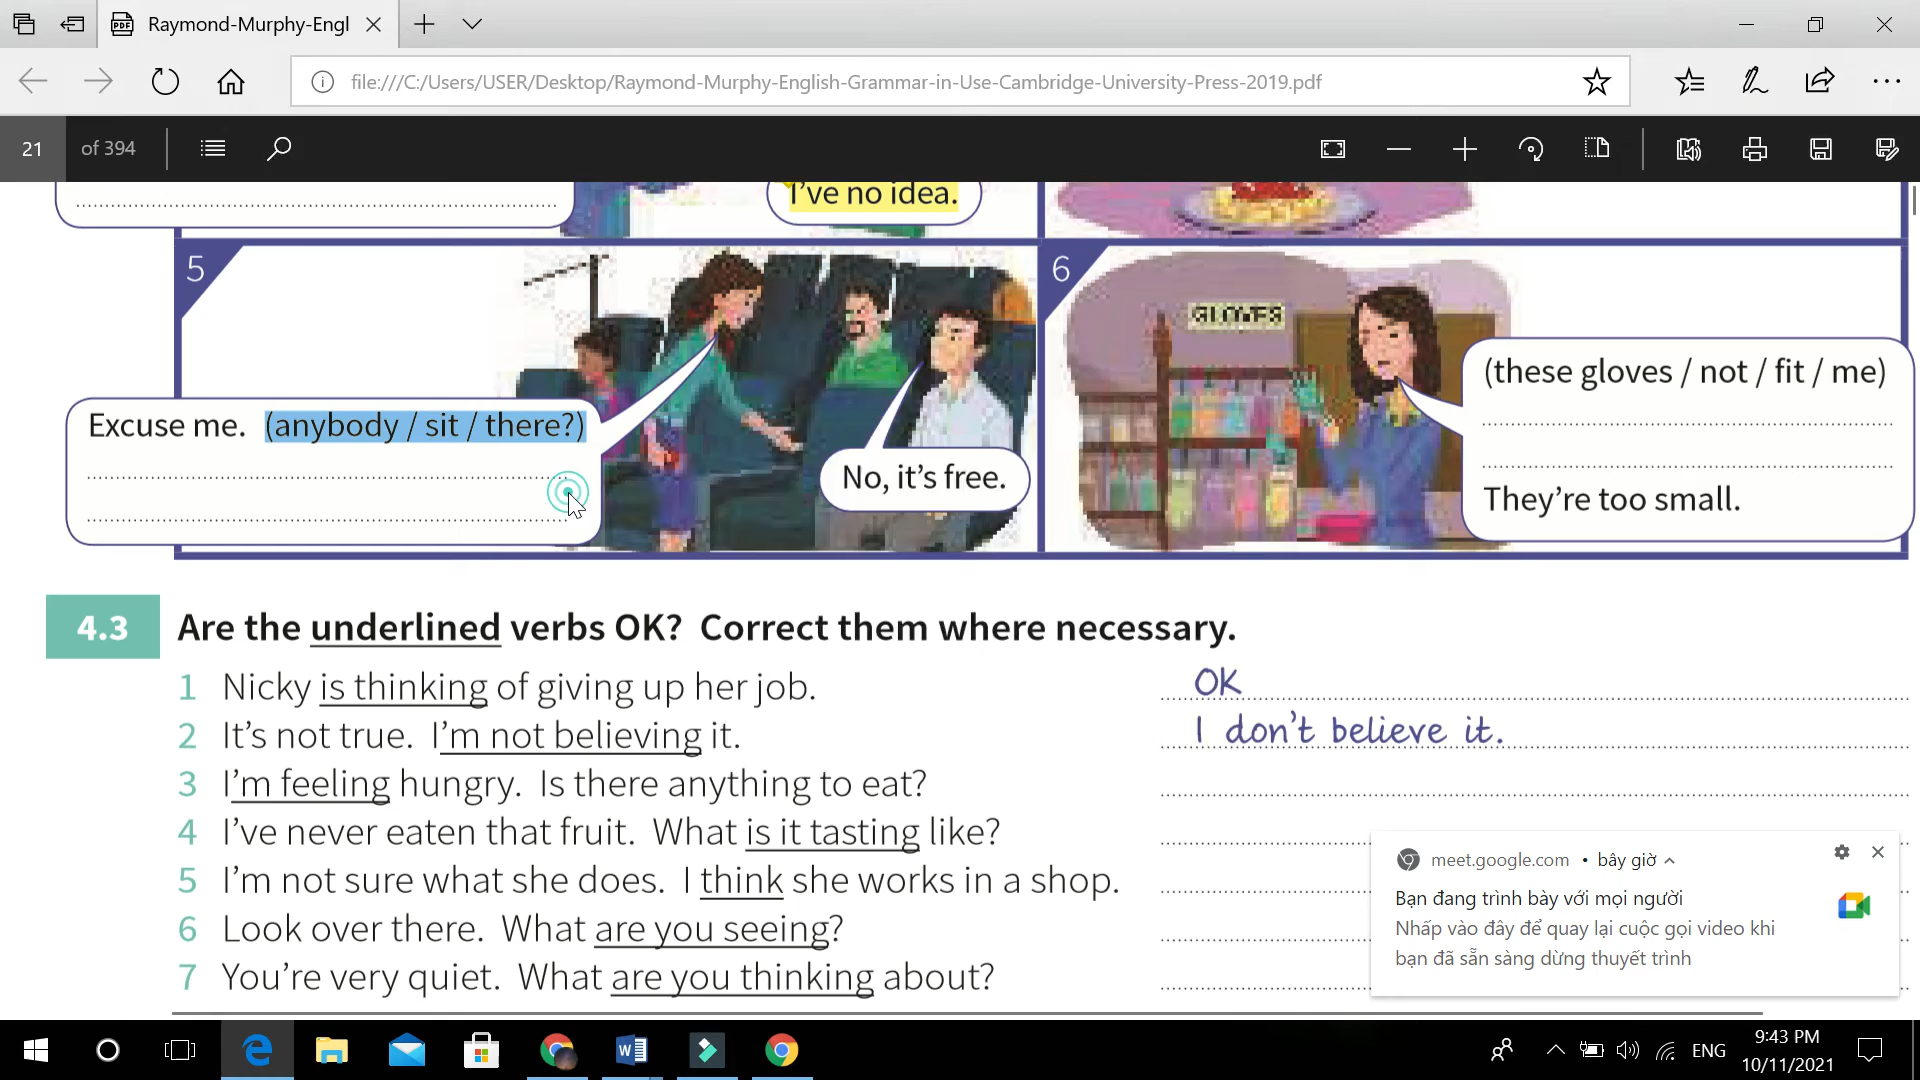 Raymond-Murphy-Engl
file:///C:/Users/USER/Desktop/Raymond-Murphy-English-Grammar-in-Use-Cambridge-University-Press-2019.pdf
21 of 394
I've no idea.
5
Excuse me. (anybody / sit / there?)
No, it's free.
6
GLOVES
(these gloves / not / fit / me)
They're too small.
4.3 Are the underlined verbs OK? Correct them where necessary.
1 Nicky is thinking of giving up her job. OK
2 It's not true. I'm not believing it. I don't believe it.
3 I'm feeling hungry. Is there anything to eat?
4 I've never eaten that fruit. What is it tasting like?
5 I'm not sure what she does. I think she works in a shop.
6 Look over there. What are you seeing?
7 You're very quiet. What are you thinking about?
meet.google.com • bây giờ
Bạn đang trình bày với mọi người
Nhấp vào đây để quay lại cuộc gọi video khi
bạn đã sẵn sàng dừng thuyết trình
ENG
9:43 PM
10/11/2021